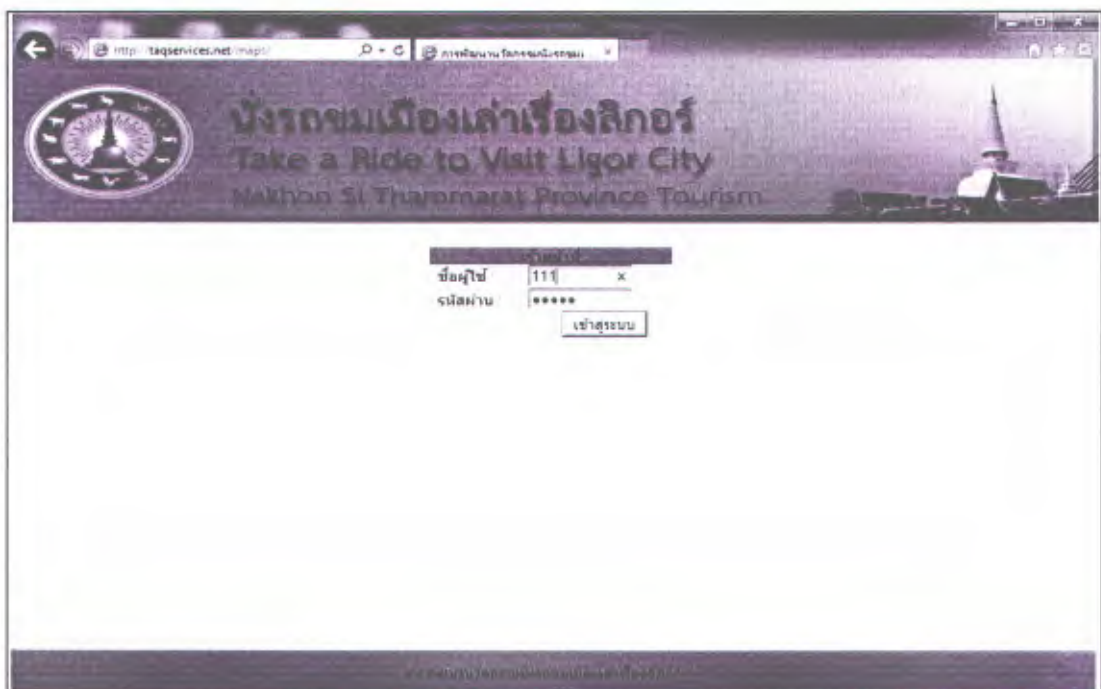 http://taqservices.net/maps/
นั่งรถชมเมืองเล่าเรื่องลิกอร์
Take a Ride to Visit Ligor City
Nakhon Si Thammarat Province Tourism
ชื่อผู้ใช้ 111 ×
รหัสผ่าน •••••
เข้าสู่ระบบ